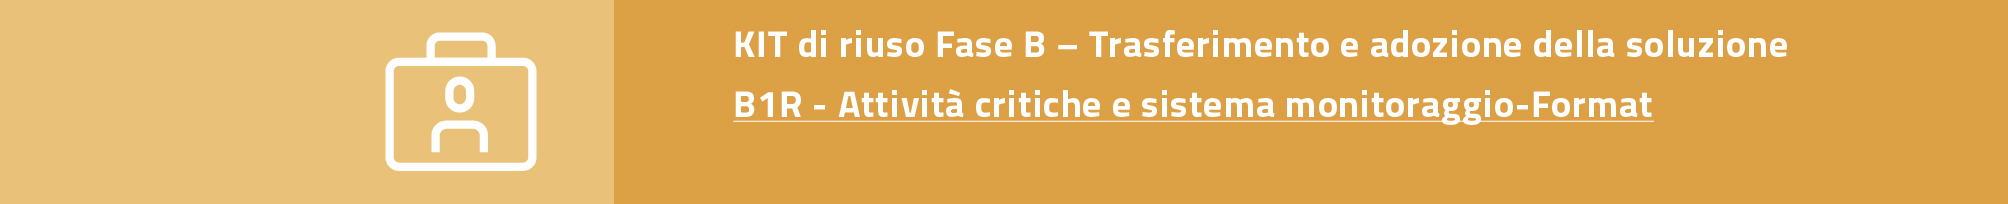 KIT di riuso Fase B – Trasferimento e adozione della soluzione
B1R - Attività critiche e sistema monitoraggio-Format